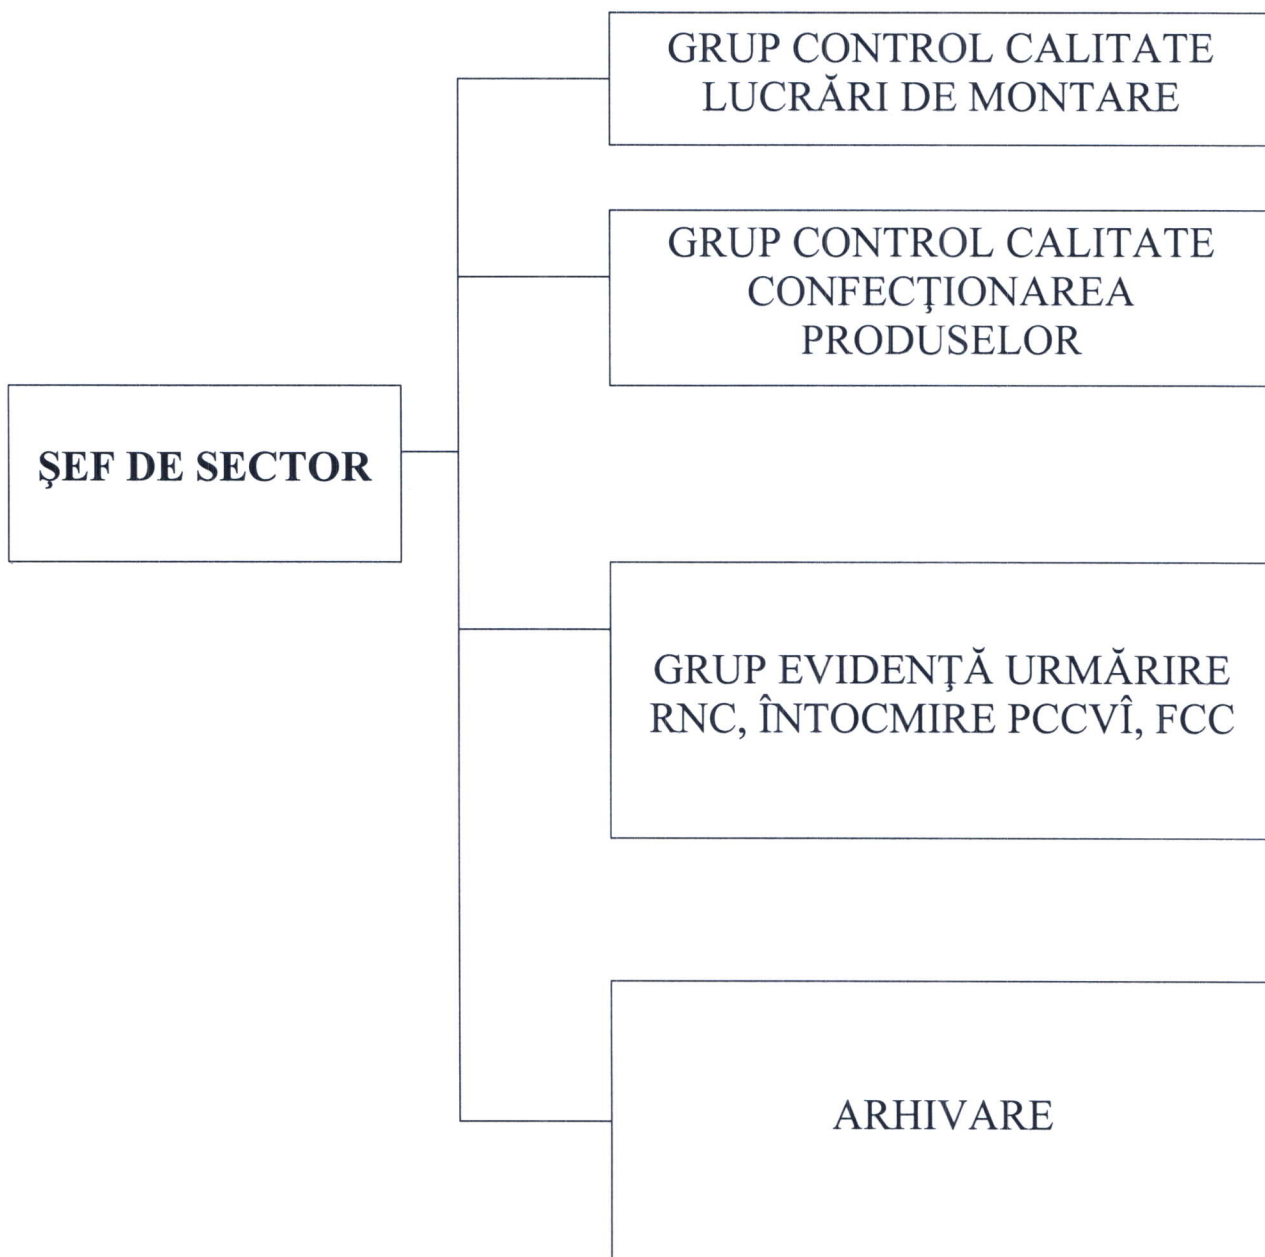 GRUP CONTROL CALITATE
LUCRĂRI DE MONTARE
GRUP CONTROL CALITATE
CONFECŢIONAREA
PRODUSELOR
ŞEF DE SECTOR
GRUP EVIDENŢĂ URMĂRIRE
RNC, ÎNTOCMIRE PCCVÎ, FCC
ARHIVARE